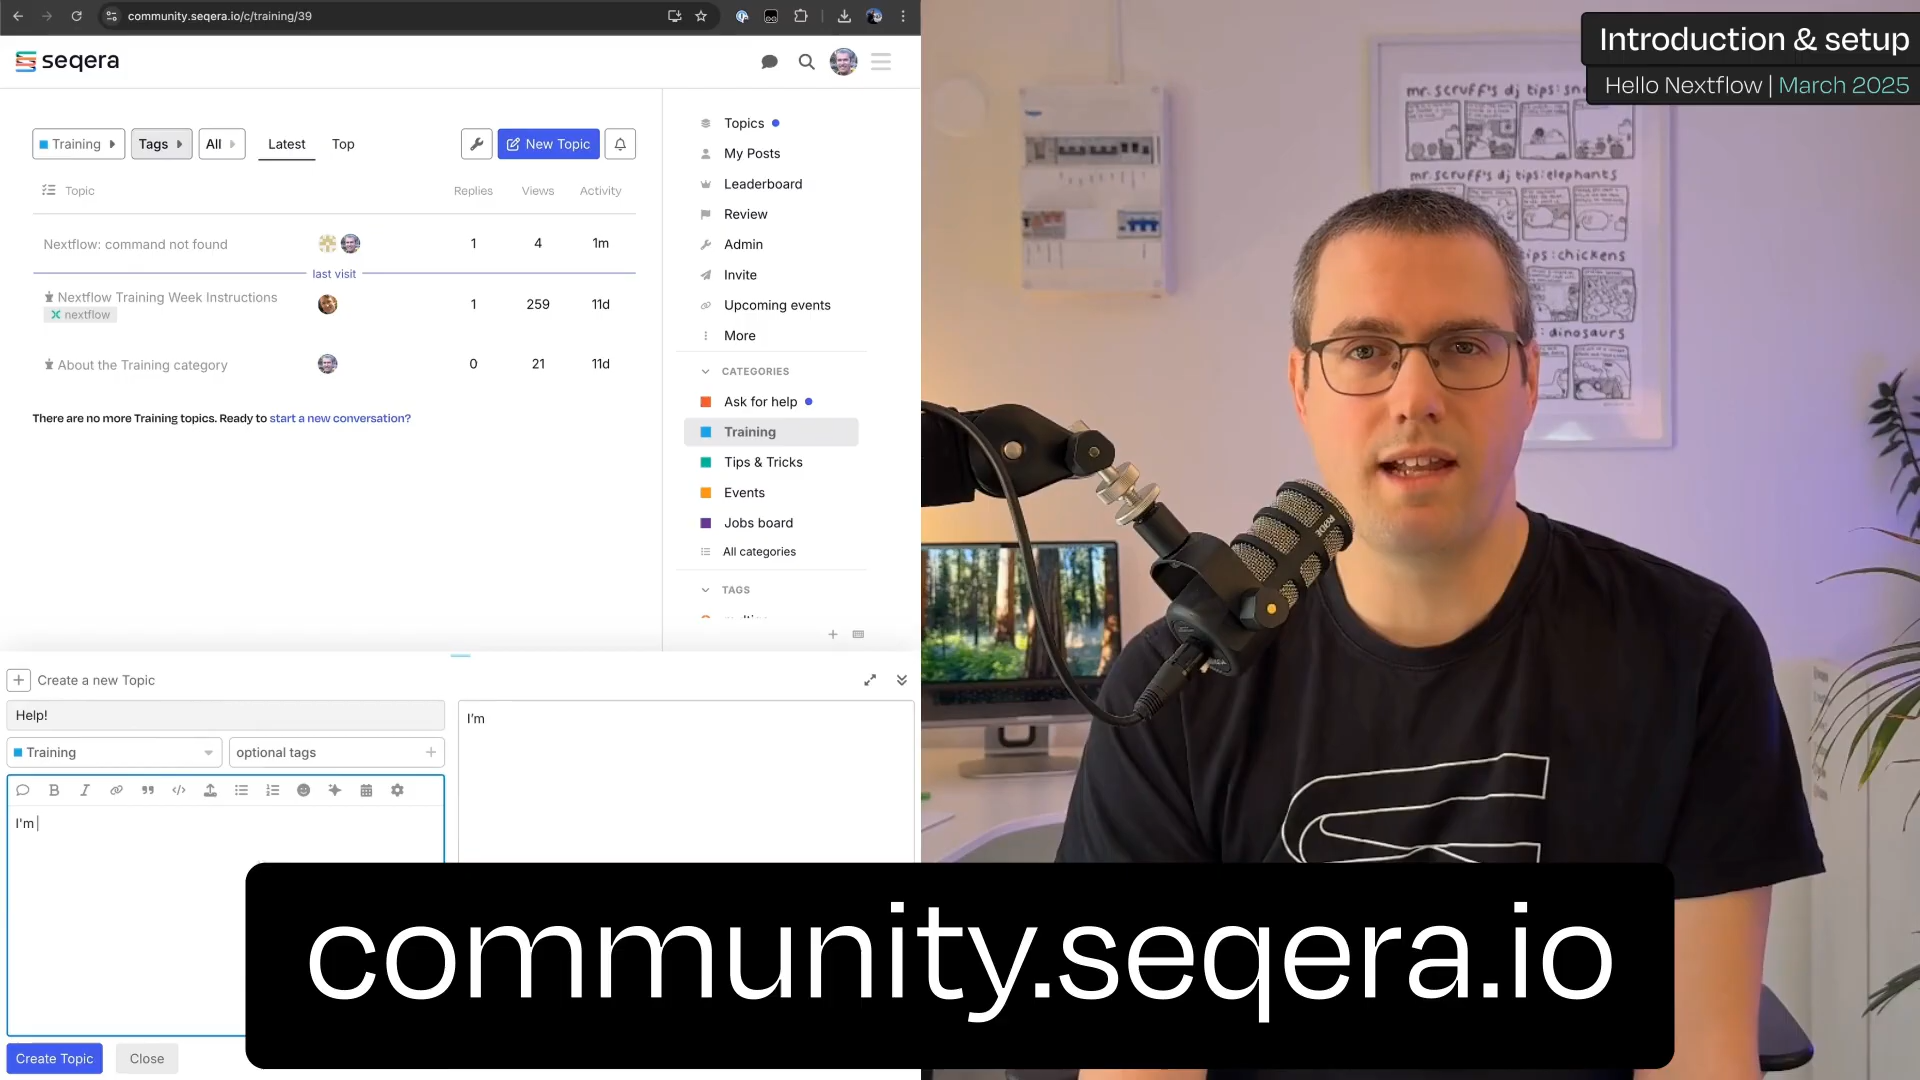 community.seqera.io/c/training/39
seqera
Training
Tags
All
Latest
Top
New Topic
Topic
Replies
Views
Activity
Nextflow: command not found
1
4
1m
last visit
Nextflow Training Week Instructions
nextflow
1
259
11d
About the Training category
0
21
11d
There are no more Training topics. Ready to start a new conversation?
Topics
My Posts
Leaderboard
Review
Admin
Invite
Upcoming events
More
CATEGORIES
Ask for help
Training
Tips & Tricks
Events
Jobs board
All categories
TAGS
Create a new Topic
Help!
Training
optional tags
I'm
I'm
Create Topic
Close
Introduction & setup
Hello Nextflow | March 2025
mr. scruff's dj tips:
mr. scruff's dj tips:elephants
tips:chickens
:dinosaurs
RØDE
community.seqera.io